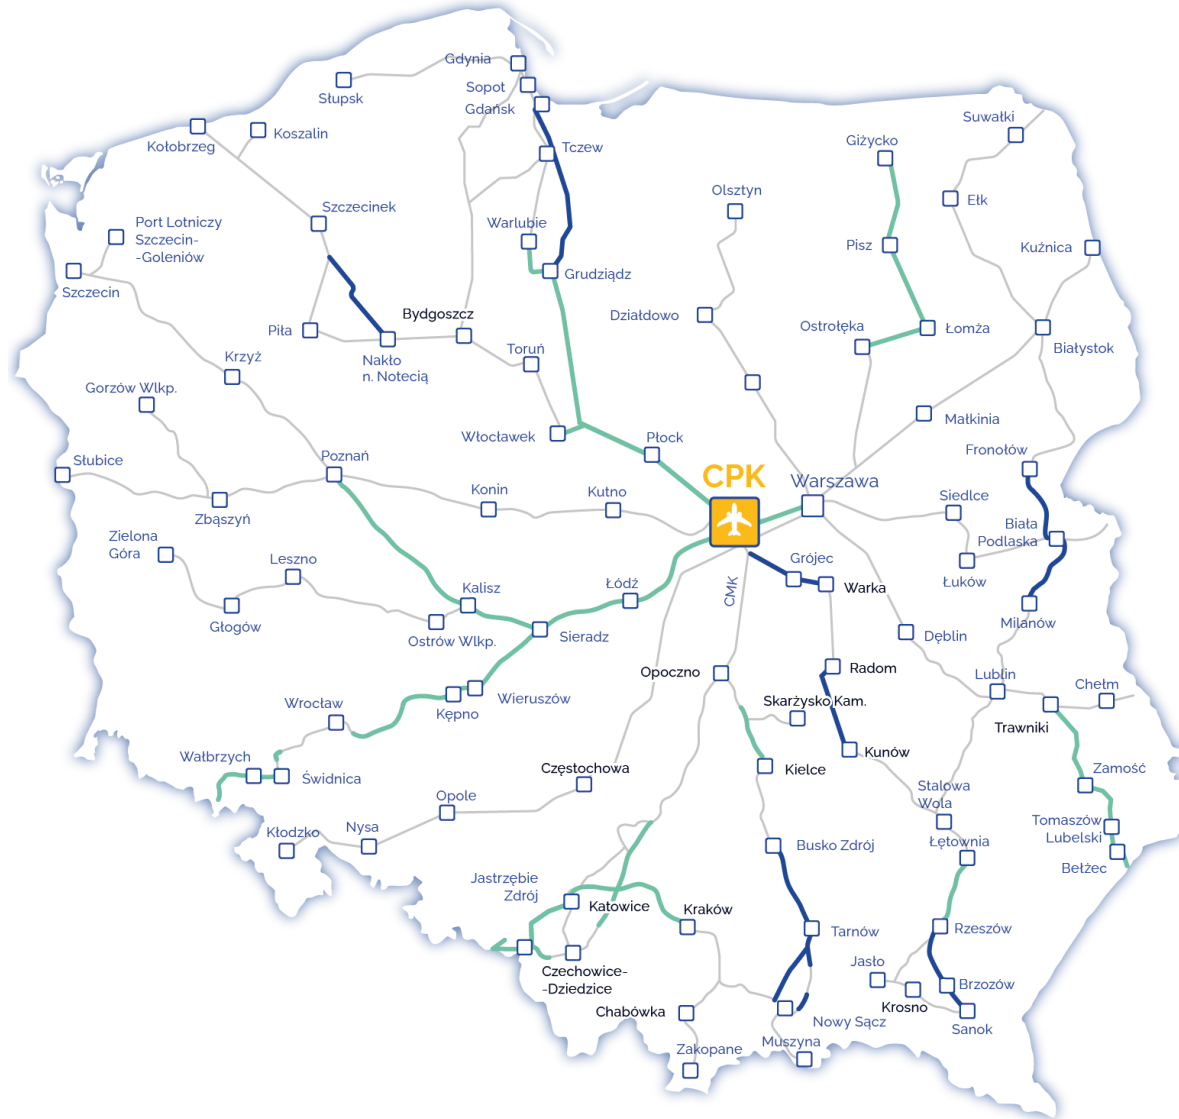 Gdynia
Sopot
Gdańsk
Słupsk
Koszalin
Kołobrzeg
Tczew
Suwałki
Giżycko
Olsztyn
Ełk
Szczecinek
Port Lotniczy
Szczecin-
-Goleniów
Warlubie
Pisz
Kuźnica
Szczecin
Grudziądz
Bydgoszcz
Działdowo
Ostrołęka
Łomża
Białystok
Piła
Nakło
n. Notecią
Toruń
Krzyż
Gorzów Wlkp.
Włocławek
Płock
Małkinia
Fronołów
Słubice
Poznań
CPK
Warszawa
Konin
Kutno
Siedlce
Zbąszyń
Biała
Podlaska
Zielona
Góra
Leszno
Łódź
Grójec
Warka
Łuków
Kalisz
CMK
Głogów
Ostrów Wlkp.
Sieradz
Dęblin
Milanów
Opoczno
Radom
Lublin
Chełm
Wrocław
Kępno
Wieruszów
Skarżysko Kam.
Trawniki
Wałbrzych
Świdnica
Częstochowa
Kielce
Kunów
Zamość
Stalowa
Wola
Opole
Kłodzko
Nysa
Busko Zdrój
Łętownia
Tomaszów
Lubelski
Bełżec
Jastrzębie
Zdrój
Katowice
Kraków
Tarnów
Rzeszów
Czechowice-
-Dziedzice
Jasło
Brzozów
Krosno
Chabówka
Nowy Sącz
Sanok
Zakopane
Muszyna